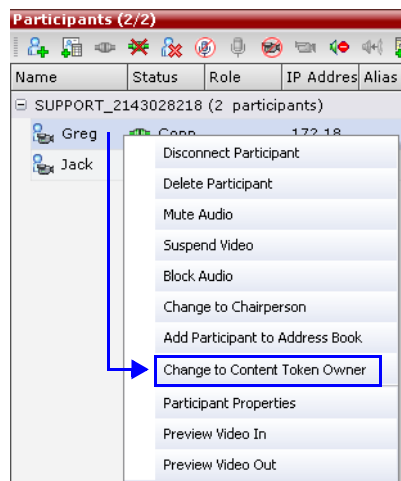 Participants (2/2)
Name Status Role IP Addres Alias
SUPPORT_2143028218 (2 participants)
Greg Conn 172.18
Jack
Disconnect Participant
Delete Participant
Mute Audio
Suspend Video
Block Audio
Change to Chairperson
Add Participant to Address Book
Change to Content Token Owner
Participant Properties
Preview Video In
Preview Video Out